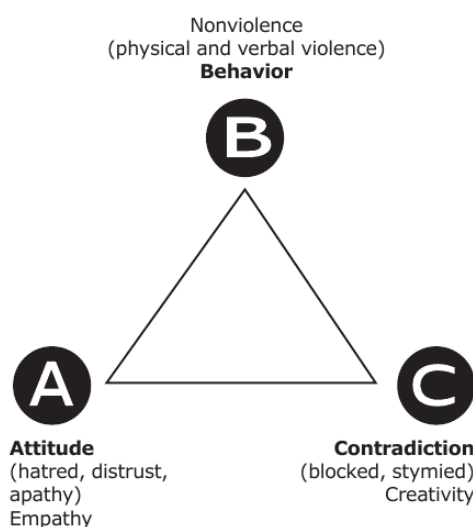 Nonviolence
(physical and verbal violence)
Behavior
B
A
C
Attitude
(hatred, distrust,
apathy)
Empathy
Contradiction
(blocked, stymied)
Creativity